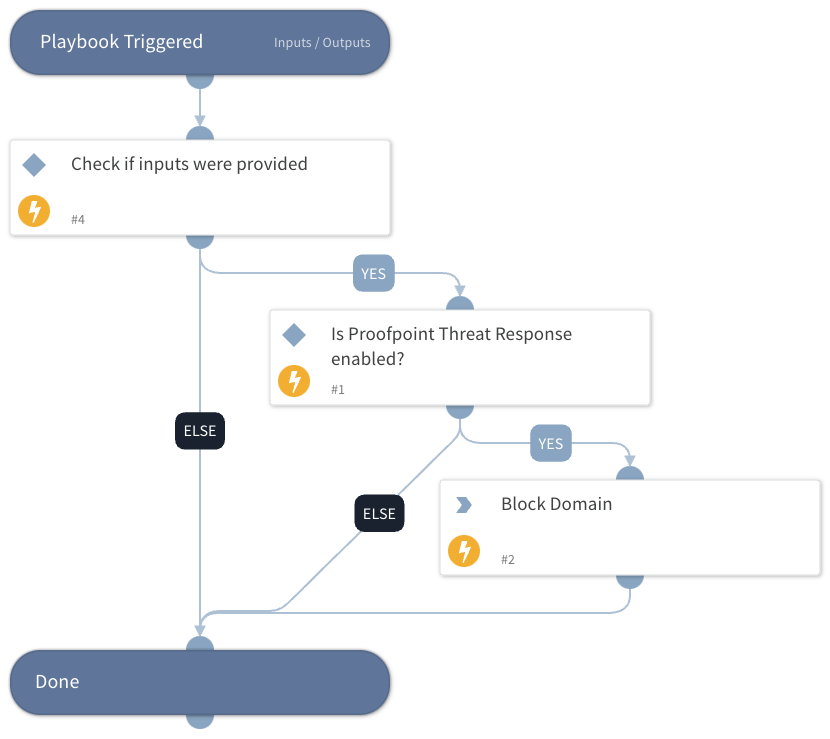 Playbook Triggered
Inputs / Outputs
Check if inputs were provided
#4
YES
Is Proofpoint Threat Response
enabled?
#1
ELSE
YES
Block Domain
ELSE
#2
Done